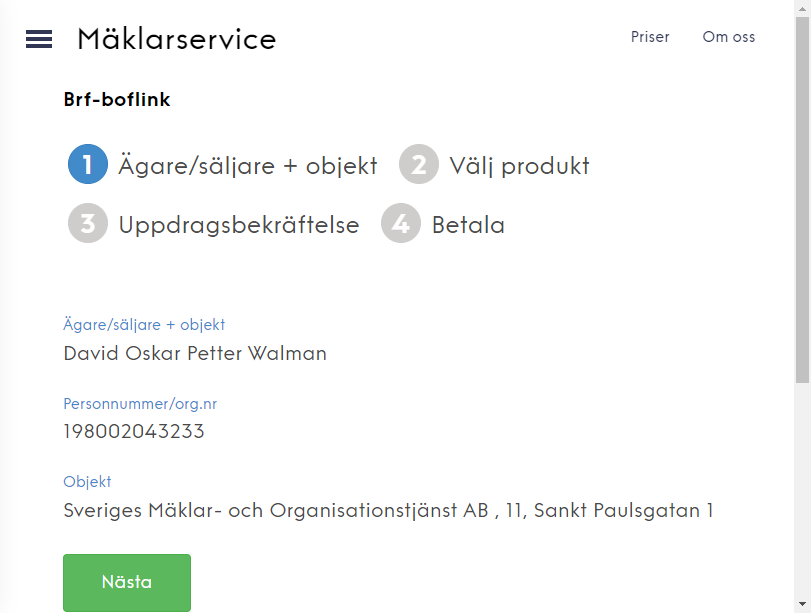 Mäklarservice
Priser
Om oss
Brf-boflink
1 Ägare/säljare + objekt
2 Välj produkt
3 Uppdragsbekräftelse
4 Betala
Ägare/säljare + objekt
David Oskar Petter Walman
Personnummer/org.nr
198002043233
Objekt
Sveriges Mäklar- och Organisationstjänst AB , 11, Sankt Paulsgatan 1
Nästa